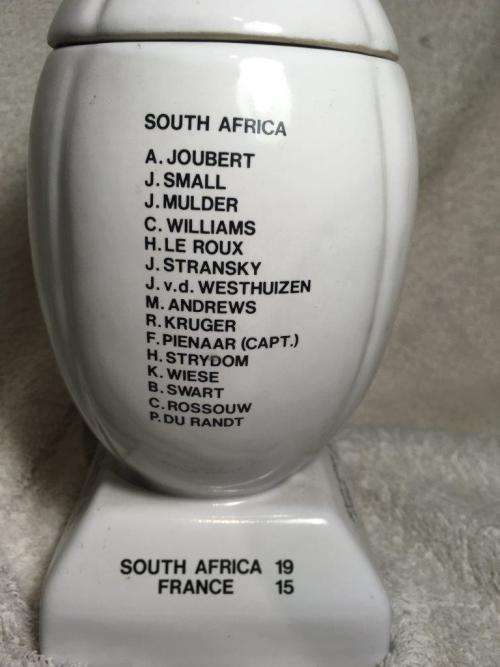 SOUTH AFRICA
A. JOUBERT
J. SMALL
J. MULDER
C. WILLIAMS
H. LE ROUX
J. STRANSKY
J. v.d. WESTHUIZEN
M. ANDREWS
R. KRUGER
F. PIENAAR (CAPT.)
H. STRYDOM
K. WIESE
B. SWART
C. ROSSOUW
P. DU RANDT
SOUTH AFRICA 19
FRANCE 15